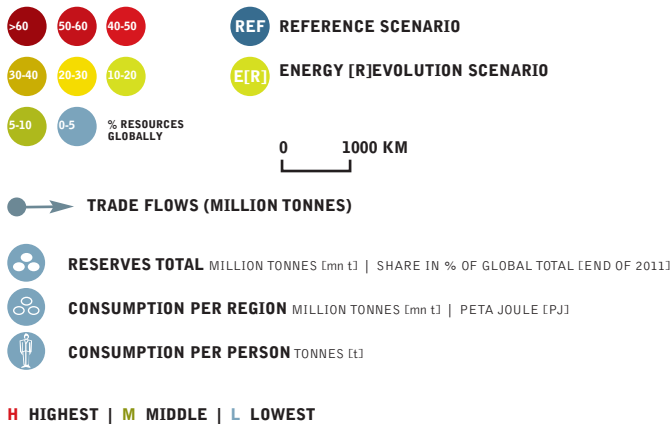 >60 50-60 40-50
REF REFERENCE SCENARIO
30-40 20-30 10-20
E[R] ENERGY [R]EVOLUTION SCENARIO
5-10 0-5 % RESOURCES
GLOBALLY
0 1000 KM
TRADE FLOWS (MILLION TONNES)
RESERVES TOTAL MILLION TONNES [mn t] | SHARE IN % OF GLOBAL TOTAL [END OF 2011]
CONSUMPTION PER REGION MILLION TONNES [mn t] | PETA JOULE [PJ]
CONSUMPTION PER PERSON TONNES [t]
H HIGHEST | M MIDDLE | L LOWEST